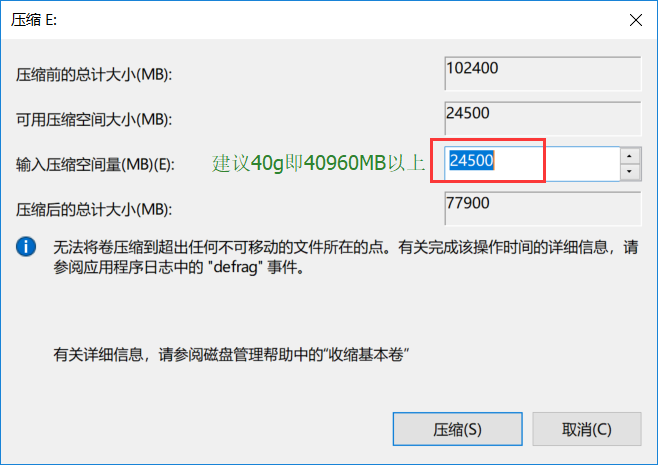 压缩 E:
压缩前的总计大小(MB): 102400
可用压缩空间大小(MB): 24500
输入压缩空间量(MB)(E): 建议40g即40960MB以上 24500
压缩后的总计大小(MB): 77900
无法将卷压缩到超出任何不可移动的文件所在的点。有关完成该操作时间的详细信息，请
参阅应用程序日志中的 "defrag" 事件。
有关详细信息，请参阅磁盘管理帮助中的“收缩基本卷”
压缩(S) 取消(C)